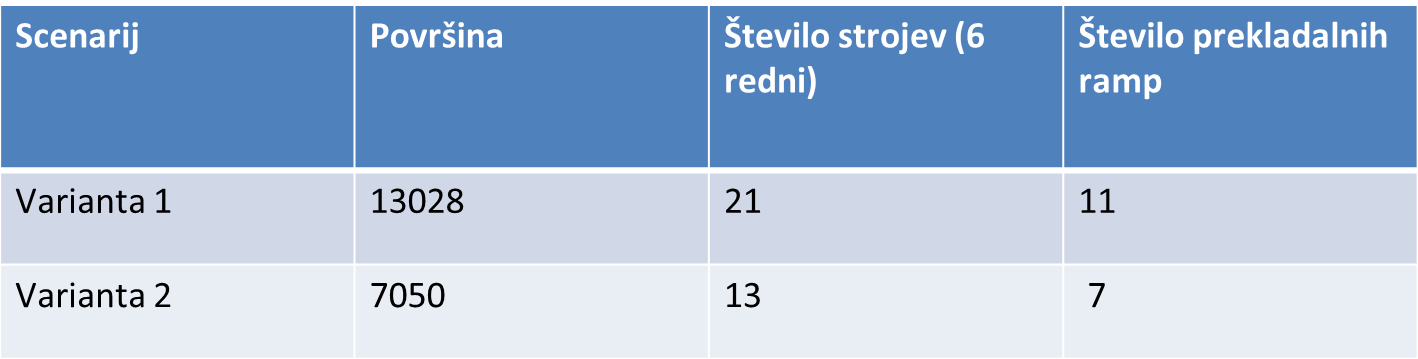 Scenarij Površina Število strojev (6 Število prekladalnih
redni) ramp
Varianta 1 13028 21 11
Varianta 2 7050 13 7